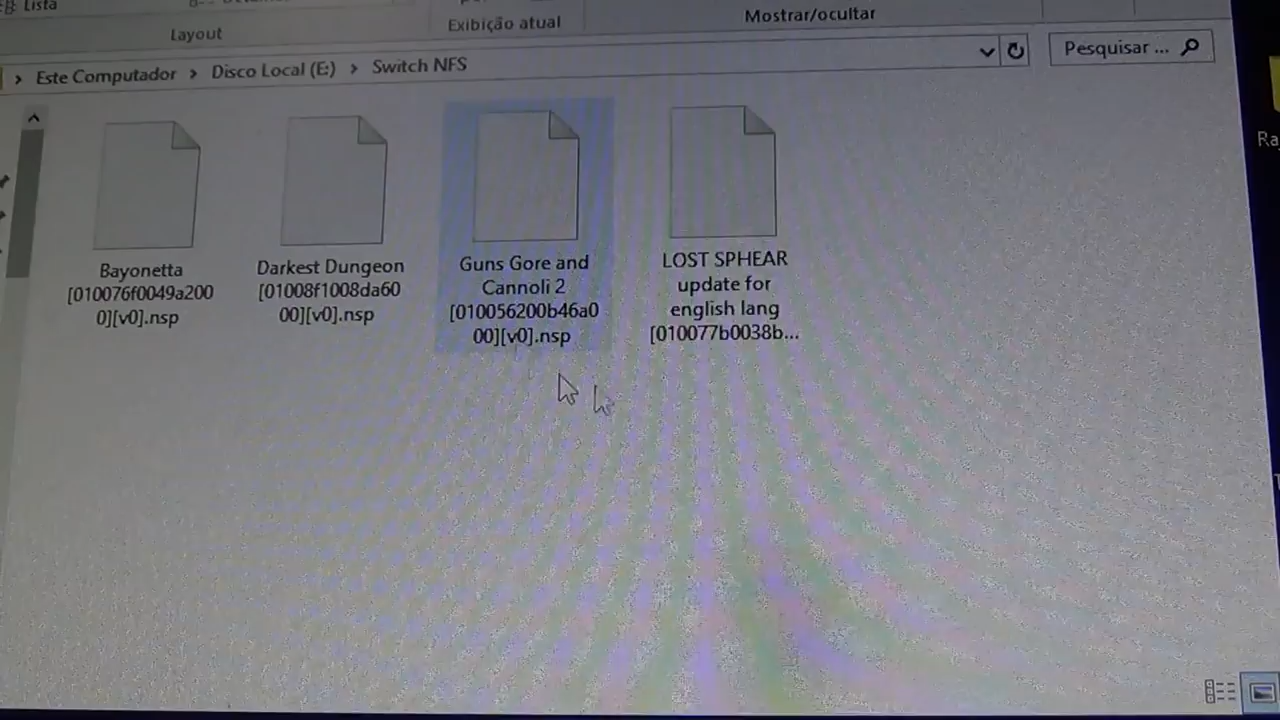 Lista
Layout
Exibição atual
Mostrar/ocultar
Este Computador > Disco Local (E:) > Switch NFS
Pesquisar ...
Bayonetta
[010076f0049a200
0][v0].nsp
Darkest Dungeon
[01008f1008da60
00][v0].nsp
Guns Gore and
Cannoli 2
[010056200b46a0
00][v0].nsp
LOST SPHEAR
update for
english lang
[010077b0038b...